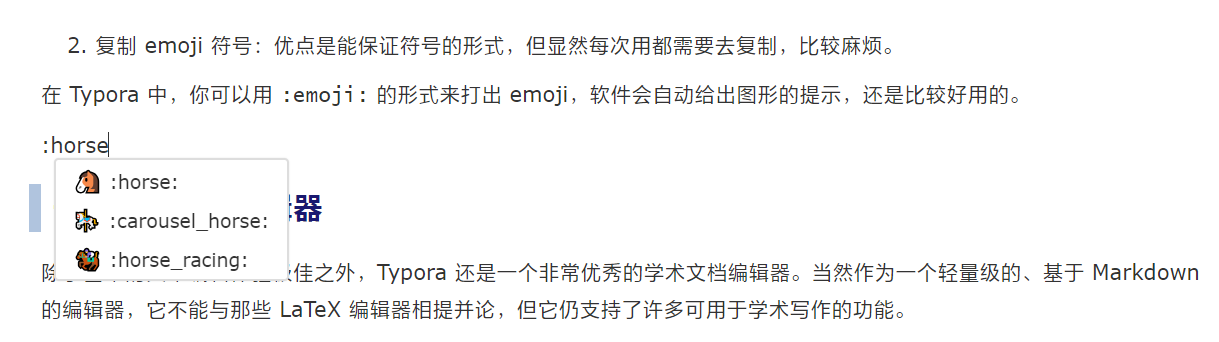 2. 复制 emoji 符号：优点是能保证符号的形式，但显然每次用都需要去复制，比较麻烦。
在 Typora 中，你可以用 :emoji: 的形式来打出 emoji，软件会自动给出图形的提示，还是比较好用的。
:horse
:horse:
:carousel_horse:
器
:horse_racing:
之外，Typora 还是一个非常优秀的学术文档编辑器。当然作为一个轻量级的、基于 Markdown
的编辑器，它不能与那些 LaTeX 编辑器相提并论，但它仍支持了许多可用于学术写作的功能。